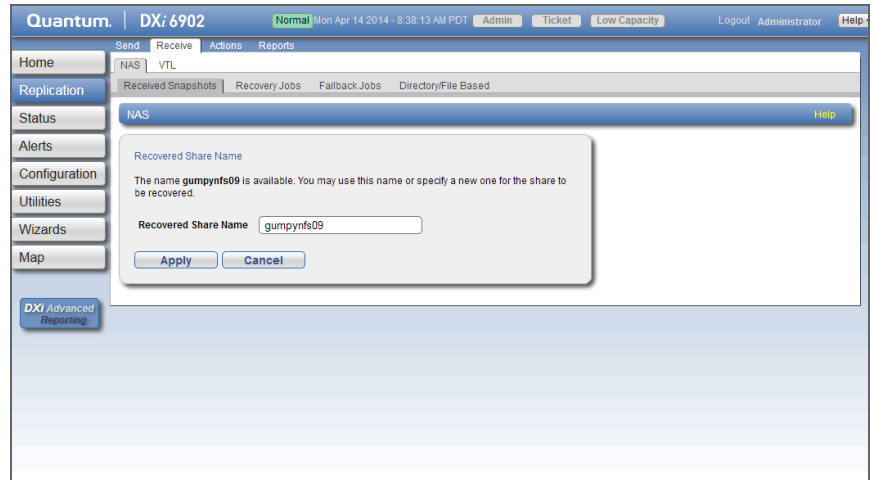 Quantum. DXi 6902 Normal Mon Apr 14 2014 - 8:38:13 AM PDT Admin Ticket Low Capacity Logout Administrator Help
Send Receive Actions Reports
Home
NAS VTL
Replication
Received Snapshots Recovery Jobs Failback Jobs Directory/File Based
Status
NAS Help
Alerts
Configuration
Utilities
Wizards
Map
DXi Advanced
Reporting
Recovered Share Name
The name gumpynfs09 is available. You may use this name or specify a new one for the share to
be recovered.
Recovered Share Name gumpynfs09
Apply Cancel